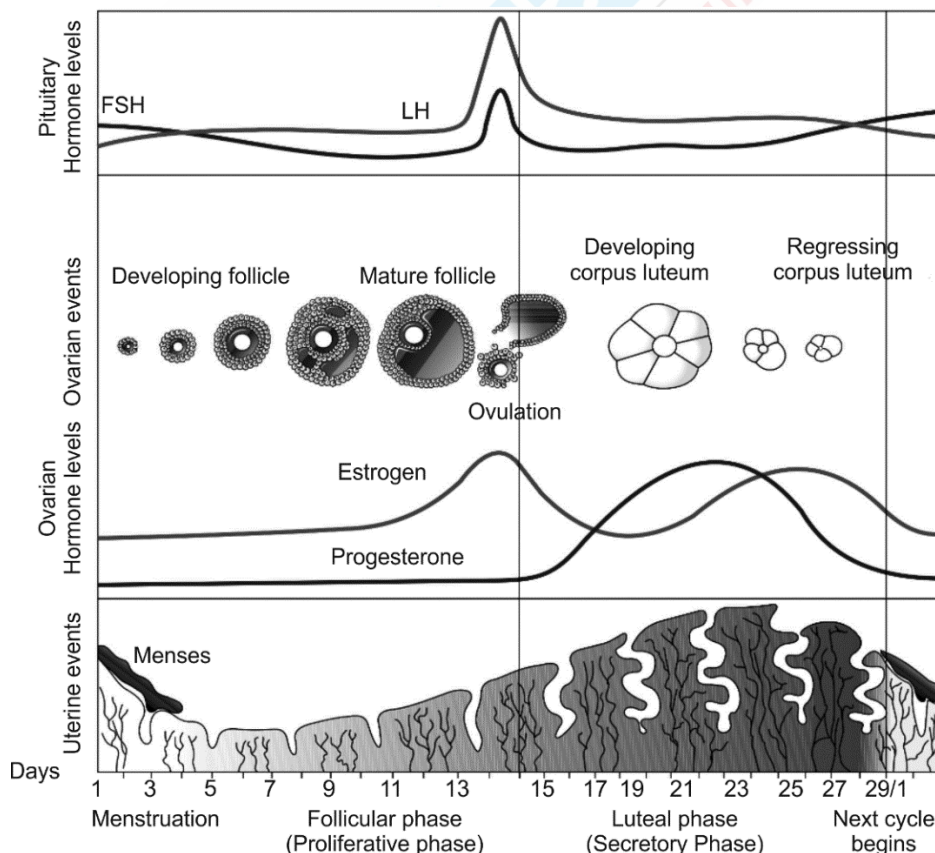 Pituitary
Hormone levels
FSH
LH
Ovarian events
Developing follicle
Mature follicle
Ovulation
Developing
corpus luteum
Regressing
corpus luteum
Ovarian
Hormone levels
Estrogen
Progesterone
Uterine events
Menses
Days
1 3 5 7 9 11 13 15 17 19 21 23 25 27 29/1
Menstruation
Follicular phase
(Proliferative phase)
Luteal phase
(Secretory Phase)
Next cycle
begins